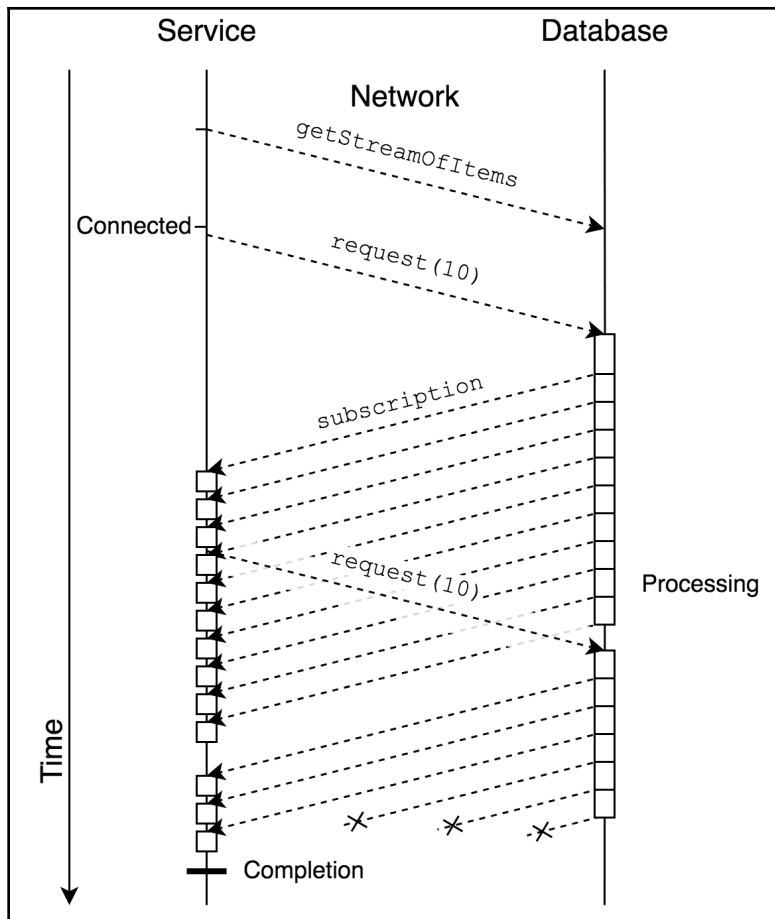 Service
Database
Network
getStreamOfItems
Connected
request(10)
subscription
request(10)
Processing
Time
Completion